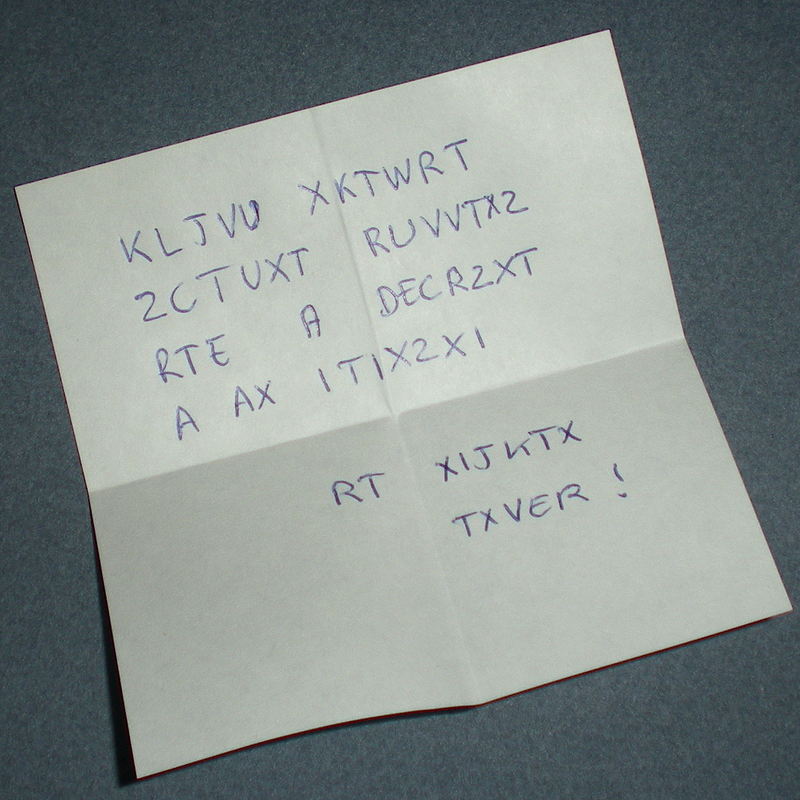 KLJVU XKTWRT
2CTUXT RUVVTX2
RTE A DECR2XT
A AX ITIX2XI
RT XIJKTX
TXVER!